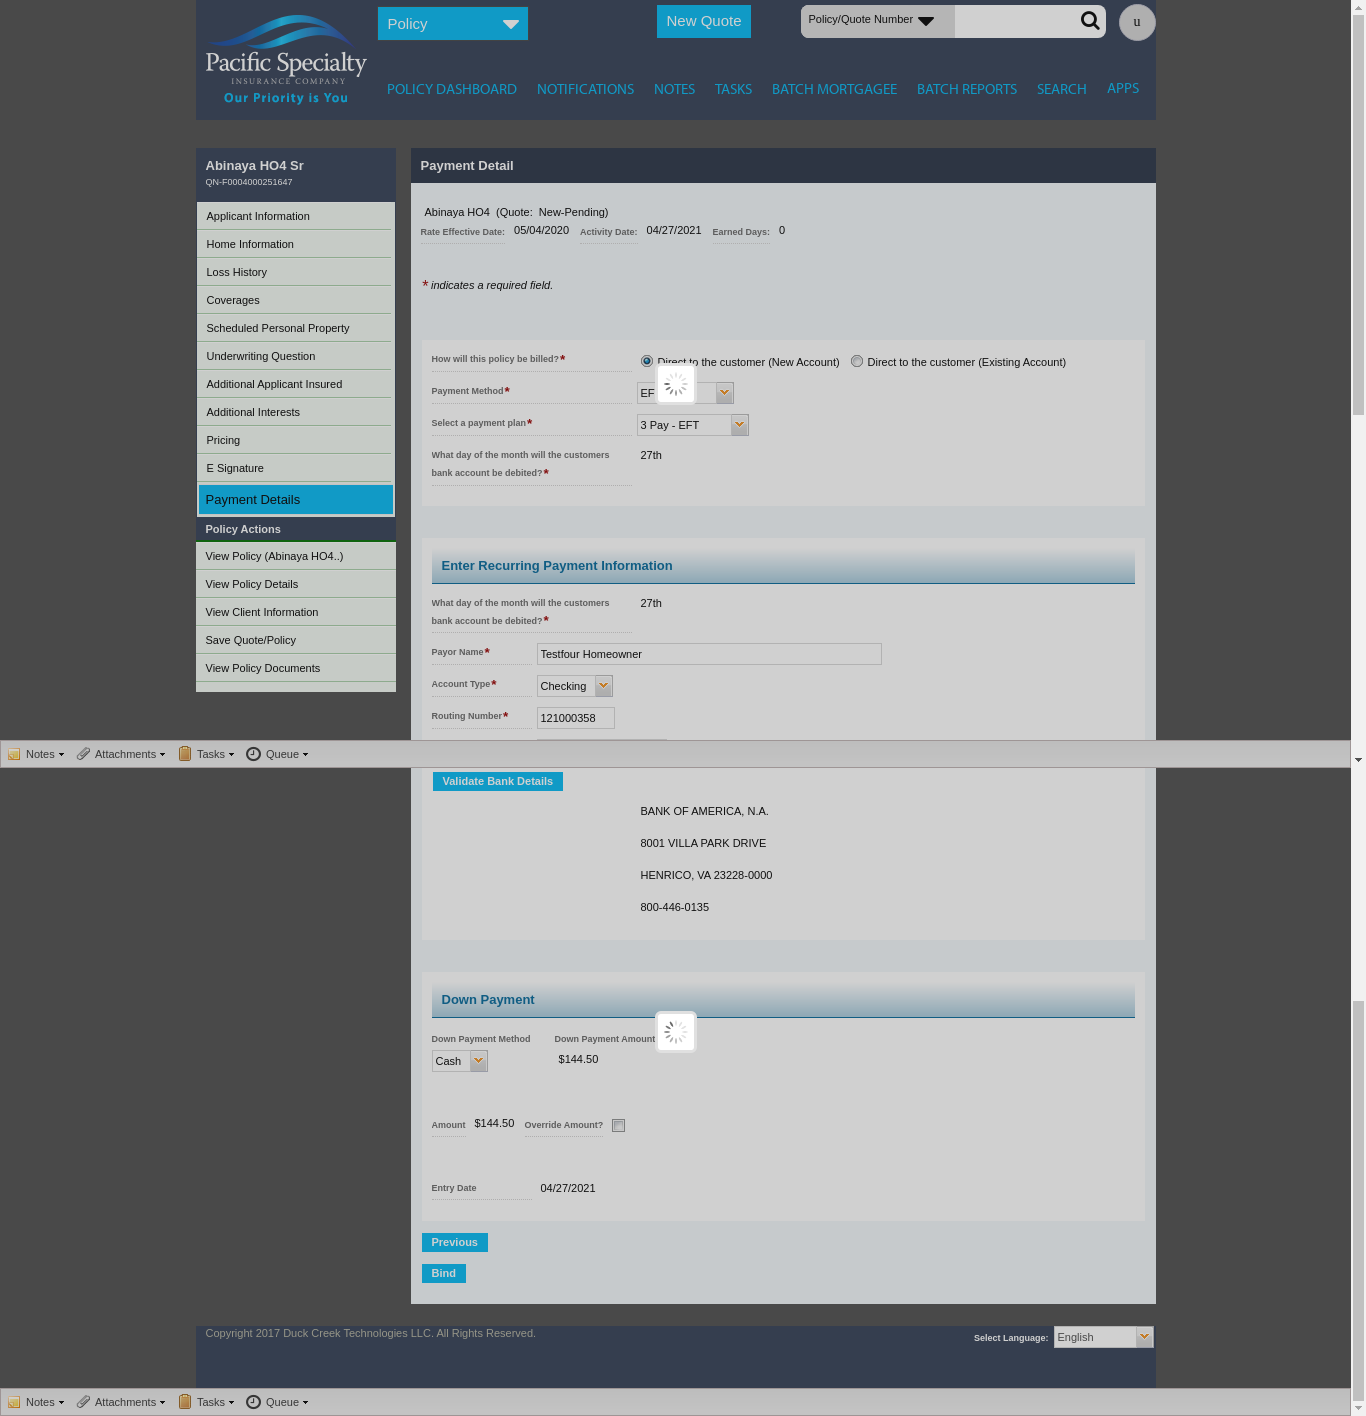 Policy
New Quote
Policy/Quote Number
u
Pacific Specialty
INSURANCE COMPANY
Our Priority is You
POLICY DASHBOARD NOTIFICATIONS NOTES TASKS BATCH MORTGAGEE BATCH REPORTS SEARCH APPS
Abinaya HO4 Sr
QN-F0004000251647
Applicant Information
Home Information
Loss History
Coverages
Scheduled Personal Property
Underwriting Question
Additional Applicant Insured
Additional Interests
Pricing
E Signature
Payment Details
Policy Actions
View Policy (Abinaya HO4..)
View Policy Details
View Client Information
Save Quote/Policy
View Policy Documents
Payment Detail
Abinaya HO4 (Quote: New-Pending)
Rate Effective Date: 05/04/2020 Activity Date: 04/27/2021 Earned Days: 0
* indicates a required field.
How will this policy be billed?* Direct to the customer (New Account) Direct to the customer (Existing Account)
Payment Method* EF
Select a payment plan* 3 Pay - EFT
What day of the month will the customers 27th
bank account be debited?*
Enter Recurring Payment Information
What day of the month will the customers 27th
bank account be debited?*
Payor Name* Testfour Homeowner
Account Type* Checking
Routing Number* 121000358
Notes Attachments Tasks Queue
Validate Bank Details
BANK OF AMERICA, N.A.
8001 VILLA PARK DRIVE
HENRICO, VA 23228-0000
800-446-0135
Down Payment
Down Payment Method Down Payment Amount
Cash $144.50
Amount $144.50 Override Amount?
Entry Date 04/27/2021
Previous
Bind
Copyright 2017 Duck Creek Technologies LLC. All Rights Reserved.
Select Language: English
Notes Attachments Tasks Queue